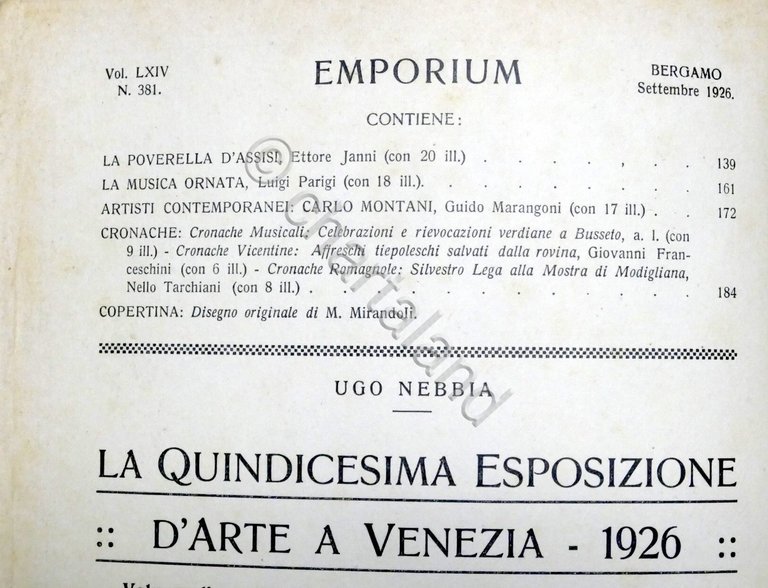 Vol. LXIV
N. 381.
EMPORIUM
BERGAMO
Settembre 1926.
CONTIENE:
LA POVERELLA D'ASSISI, Ettore Janni (con 20 ill.) . . . , . . 139
LA MUSICA ORNATA, Luigi Parigi (con 18 ill.). . . . . . . . 161
ARTISTI CONTEMPORANEI: CARLO MONTANI, Guido Marangoni (con 17 ill.) . . 172
CRONACHE: Cronache Musicali: Celebrazioni e rievocazioni verdiane a Busseto, a. l. (con
9 ill.) - Cronache Vicentine: Affreschi tiepoleschi salvati dalla rovina, Giovanni Fran-
ceschini (con 6 ill.) - Cronache Romagnole: Silvestro Lega alla Mostra di Modigliana,
Nello Tarchiani (con 8 ill.) . . . . . . . . . . . 184
COPERTINA: Disegno originale di M. Mirandoli.
UGO NEBBIA
LA QUINDICESIMA ESPOSIZIONE
:: D'ARTE A VENEZIA - 1926 ::
© chartaland